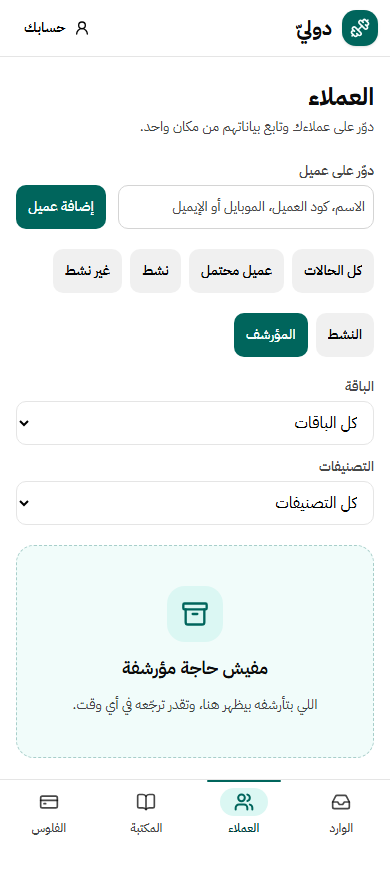 دوليّ
حسابك
العملاء
دوّر على عملاءك وتابع بياناتهم من مكان واحد.
دوّر على عميل
الاسم، كود العميل، الموبايل أو الإيميل
إضافة عميل
كل الحالات
عميل محتمل
نشط
غير نشط
النشط
المؤرشف
الباقة
كل الباقات
التصنيفات
كل التصنيفات
مفيش حاجة مؤرشفة
اللي بتأرشفه بيظهر هنا، وتقدر ترجّعه في أي وقت.
الوارد
العملاء
المكتبة
الفلوس